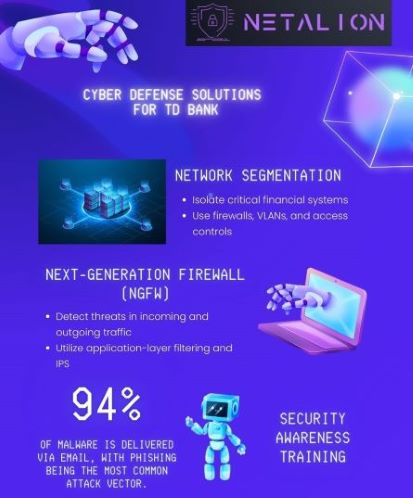 NETALION
CYBER DEFENSE SOLUTIONS
FOR TD BANK
NETWORK SEGMENTATION
• Isolate critical financial systems
• Use firewalls, VLANs, and access
controls
NEXT-GENERATION FIREWALL
(NGFW)
• Detect threats in incoming and
outgoing traffic
• Utilize application-layer filtering and
IPS
94%
OF MALWARE IS DELIVERED
VIA EMAIL, WITH PHISHING
BEING THE MOST COMMON
ATTACK VECTOR.
SECURITY
AWARENESS
TRAINING